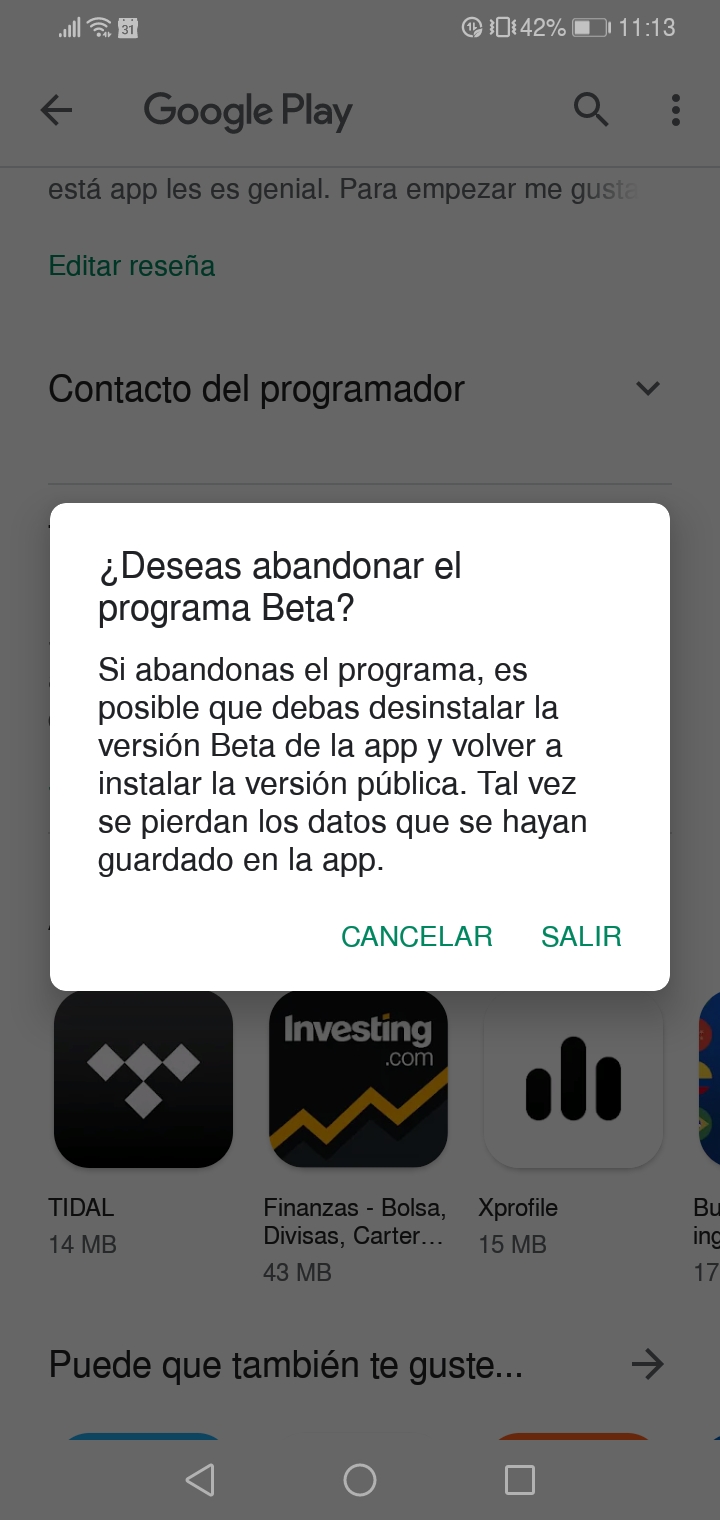 31 42% 11:13
Google Play
está app les es genial. Para empezar me gusta
Editar reseña
Contacto del programador
¿Deseas abandonar el
programa Beta?
Si abandonas el programa, es
posible que debas desinstalar la
versión Beta de la app y volver a
instalar la versión pública. Tal vez
se pierdan los datos que se hayan
guardado en la app.
CANCELAR SALIR
Investing
.com
TIDAL
14 MB
Finanzas - Bolsa,
Divisas, Carter...
43 MB
Xprofile
15 MB
Bu
ing
17
Puede que también te guste...